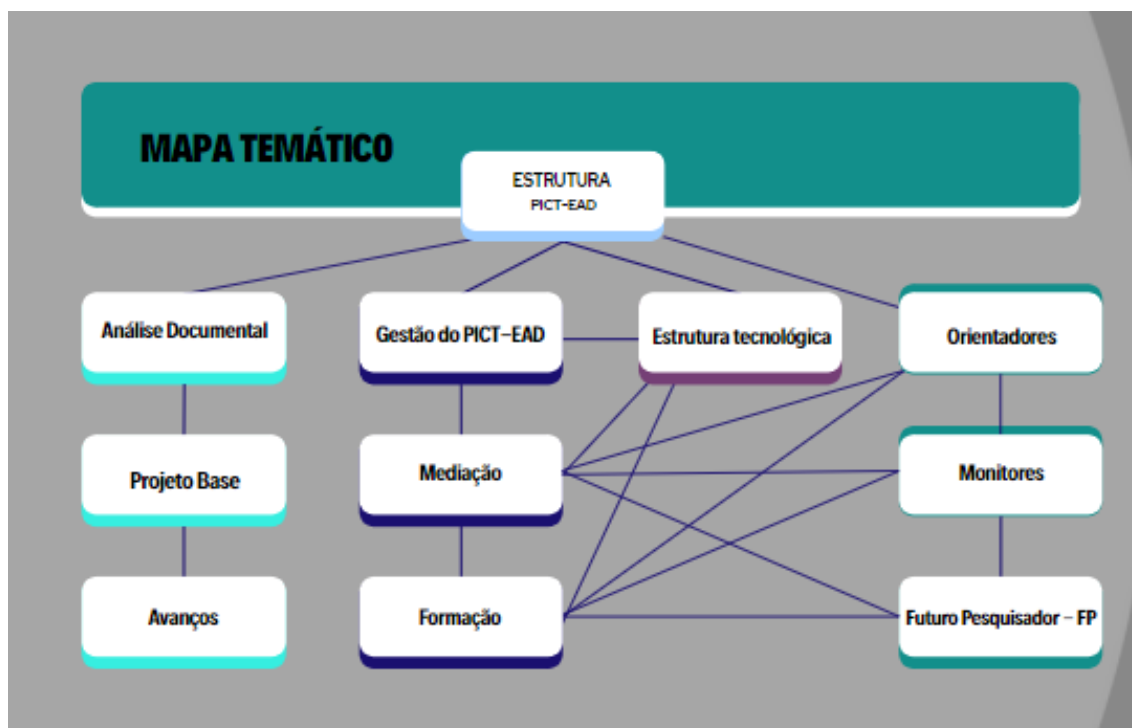 MAPA TEMÁTICO
ESTRUTURA
PICT-EAD
Análise Documental
Gestão do PICT-EAD
Estrutura tecnológica
Orientadores
Projeto Base
Mediação
Monitores
Avanços
Formação
Futuro Pesquisador – FP